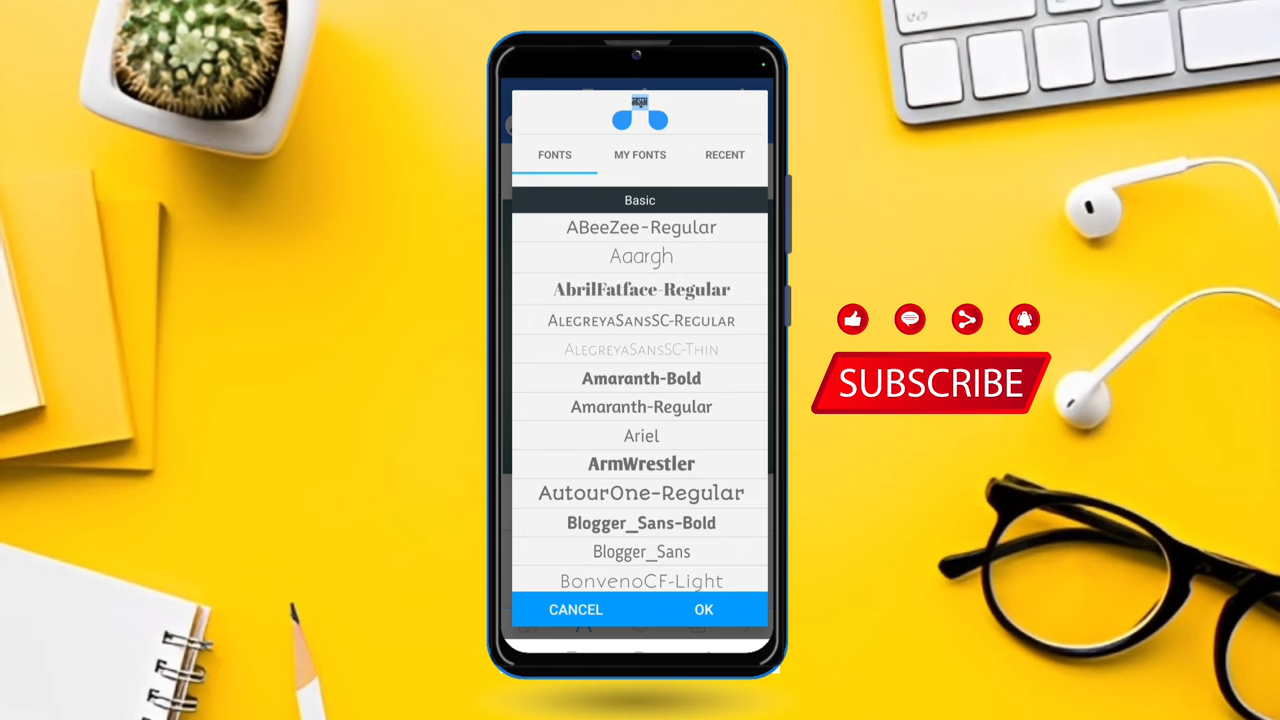 FONTS MY FONTS RECENT
Basic
ABeeZee-Regular
Aaargh
AbrilFatface-Regular
AlegreyaSansSC-Regular
AlegreyaSansSC-Thin
Amaranth-Bold
Amaranth-Regular
Ariel
ArmWrestler
AutourOne-Regular
Blogger_Sans-Bold
Blogger_Sans
BonvenoCF-Light
CANCEL OK
SUBSCRIBE